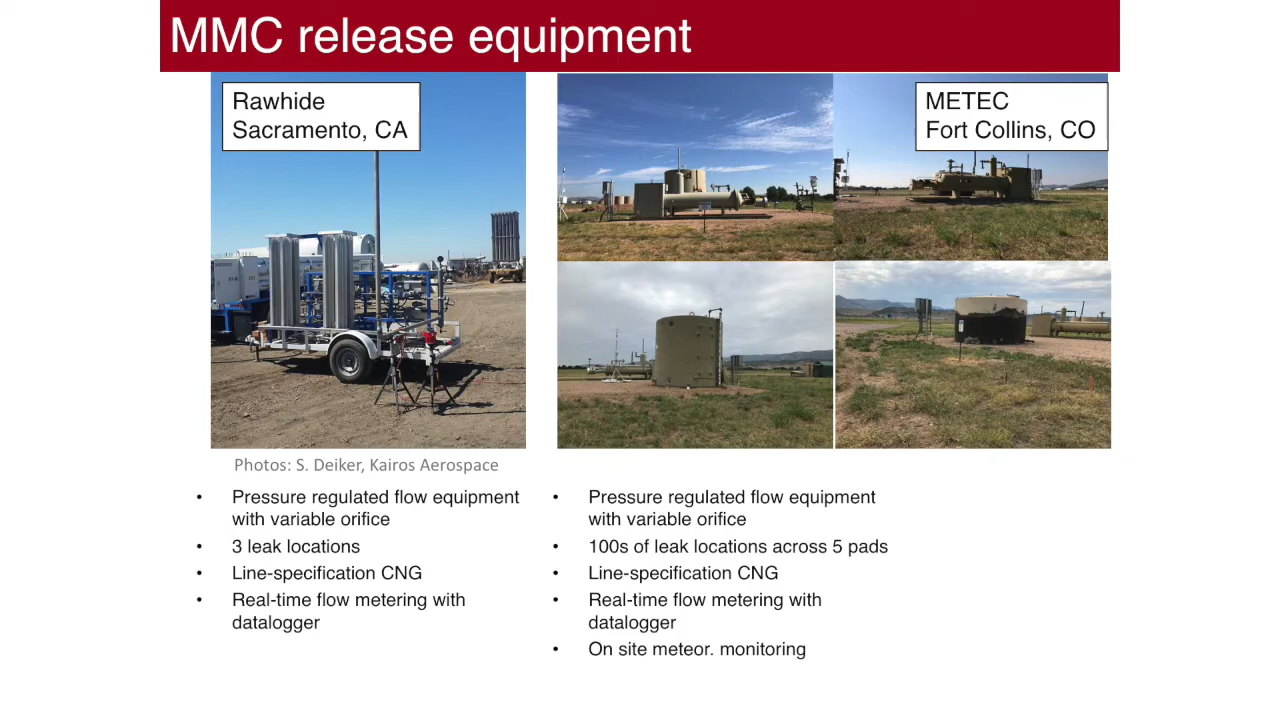 MMC release equipment
Rawhide
Sacramento, CA
METEC
Fort Collins, CO
Photos: S. Deiker, Kairos Aerospace
• Pressure regulated flow equipment
with variable orifice
• 3 leak locations
• Line-specification CNG
• Real-time flow metering with
datalogger
• Pressure regulated flow equipment
with variable orifice
• 100s of leak locations across 5 pads
• Line-specification CNG
• Real-time flow metering with
datalogger
• On site meteor. monitoring